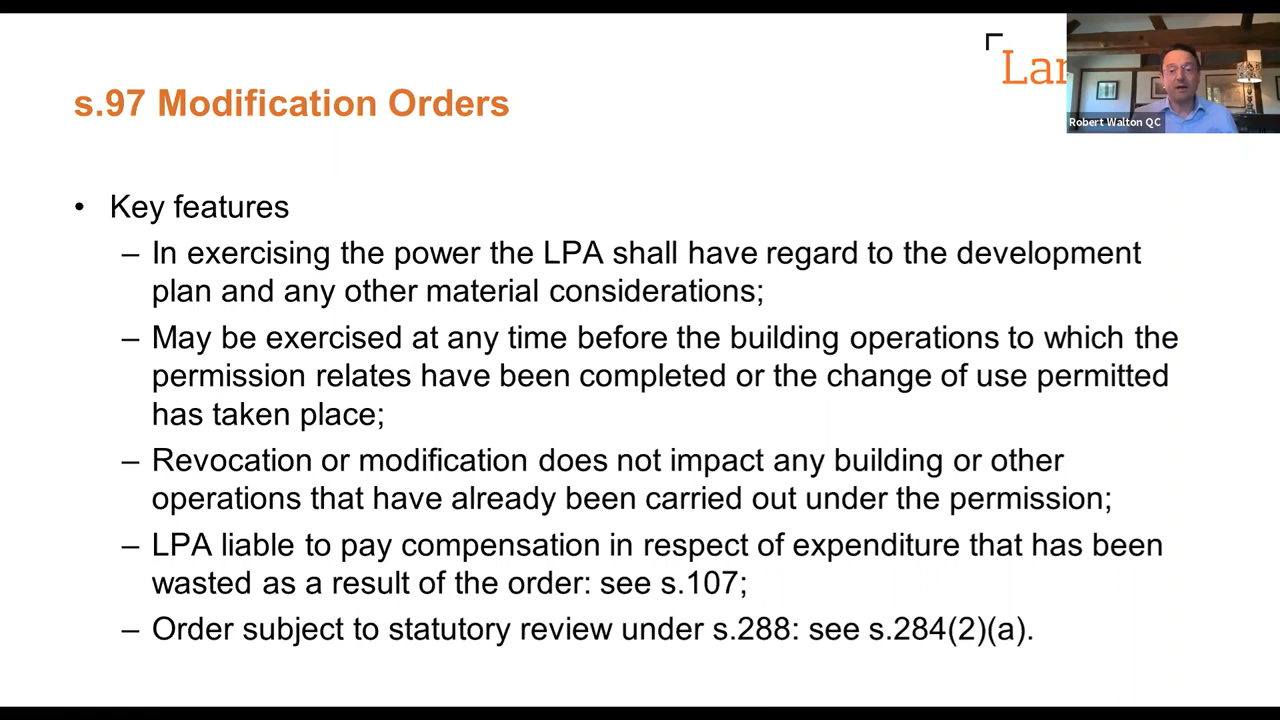 s.97 Modification Orders
Lar
Robert Walton QC
• Key features
– In exercising the power the LPA shall have regard to the development
plan and any other material considerations;
– May be exercised at any time before the building operations to which the
permission relates have been completed or the change of use permitted
has taken place;
– Revocation or modification does not impact any building or other
operations that have already been carried out under the permission;
– LPA liable to pay compensation in respect of expenditure that has been
wasted as a result of the order: see s.107;
– Order subject to statutory review under s.288: see s.284(2)(a).